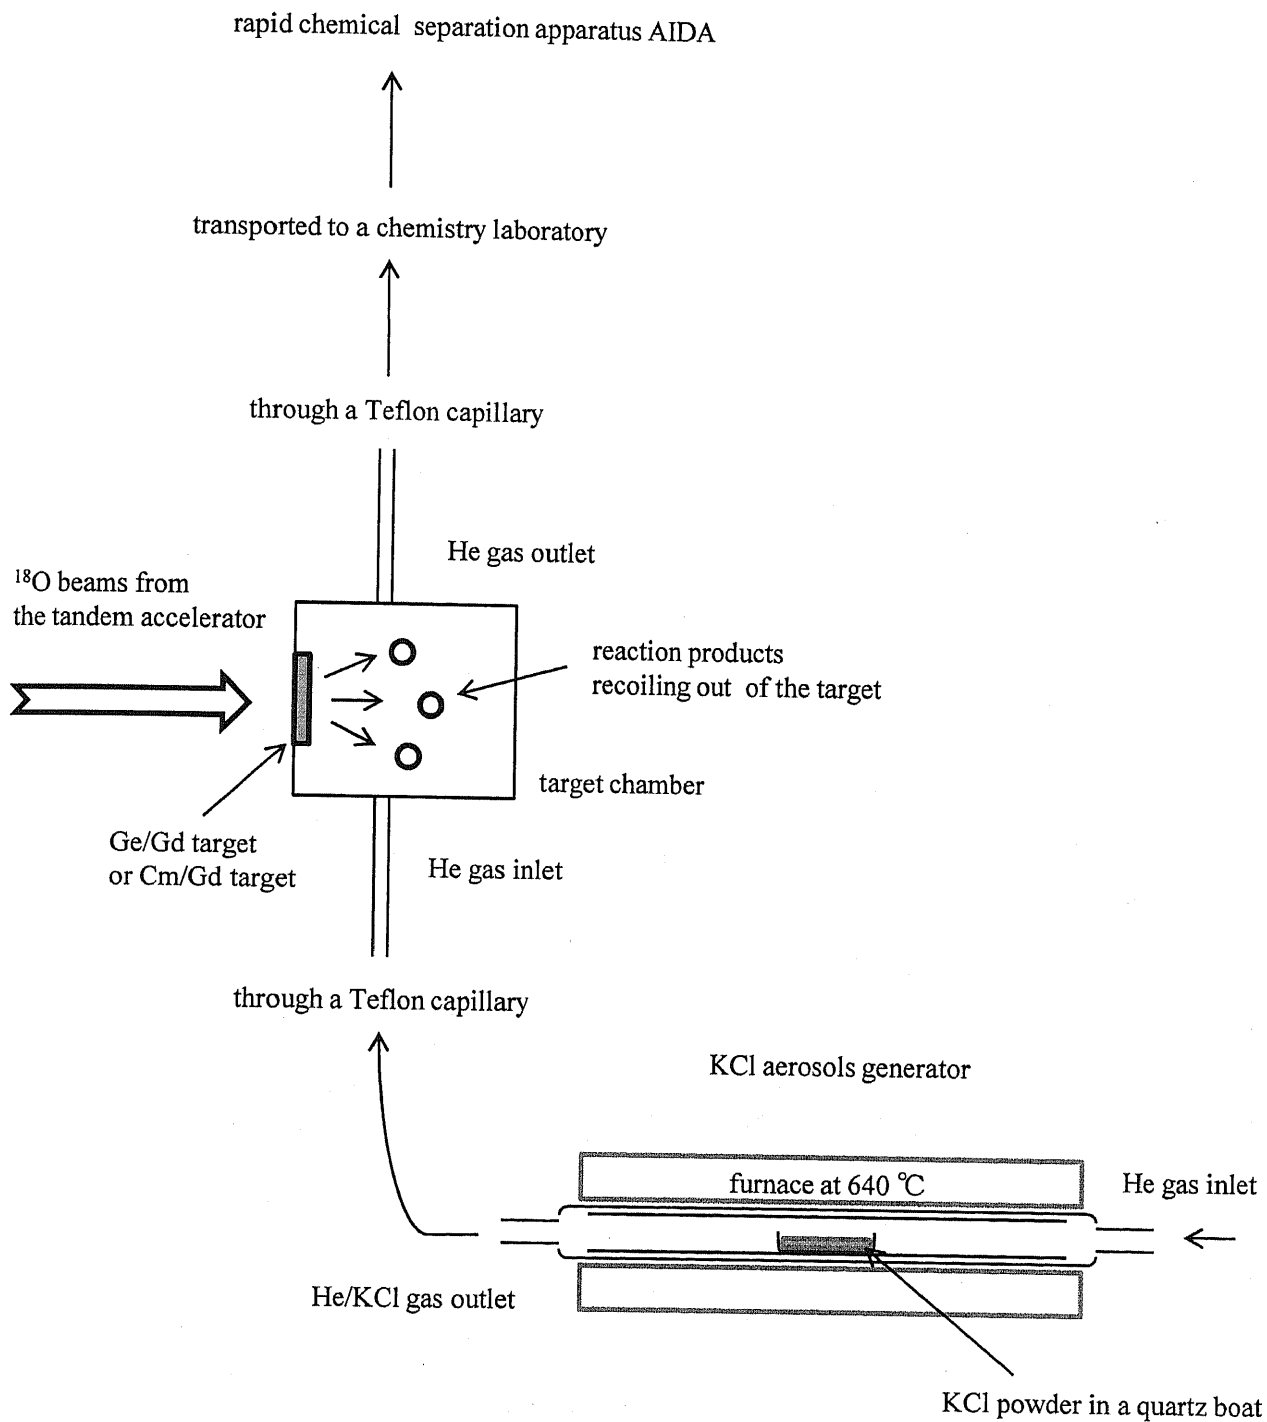 rapid chemical separation apparatus AIDA
transported to a chemistry laboratory
through a Teflon capillary
He gas outlet
¹⁸O beams from
the tandem accelerator
reaction products
recoiling out of the target
target chamber
Ge/Gd target
or Cm/Gd target
He gas inlet
through a Teflon capillary
KCl aerosols generator
furnace at 640 ℃
He gas inlet
He/KCl gas outlet
KCl powder in a quartz boat